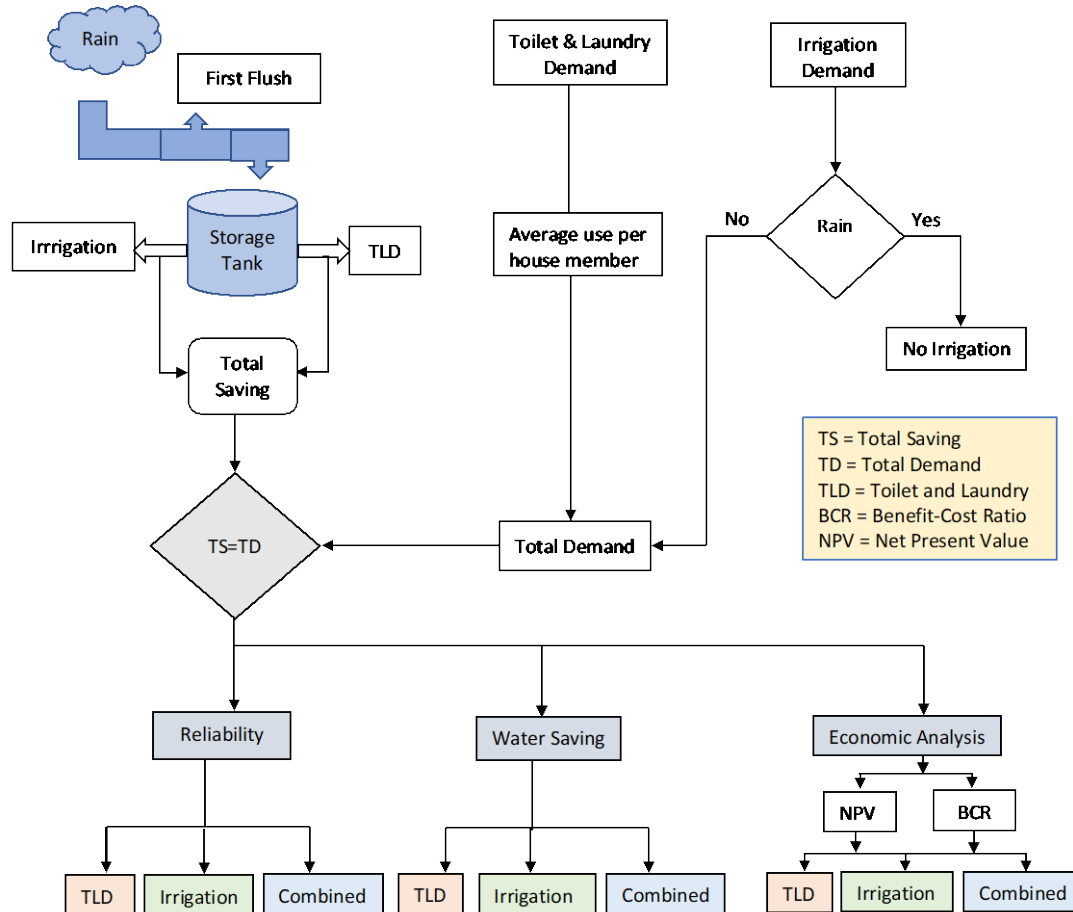 Rain
First Flush
Toilet & Laundry
Demand
Irrigation
Demand
Irrrigation
Storage
Tank
TLD
Average use per
house member
No
Rain
Yes
No Irrigation
Total
Saving
TS = Total Saving
TD = Total Demand
TLD = Toilet and Laundry
BCR = Benefit-Cost Ratio
NPV = Net Present Value
TS=TD
Total Demand
Reliability
Water Saving
Economic Analysis
NPV
BCR
TLD
Irrigation
Combined
TLD
Irrigation
Combined
TLD
Irrigation
Combined